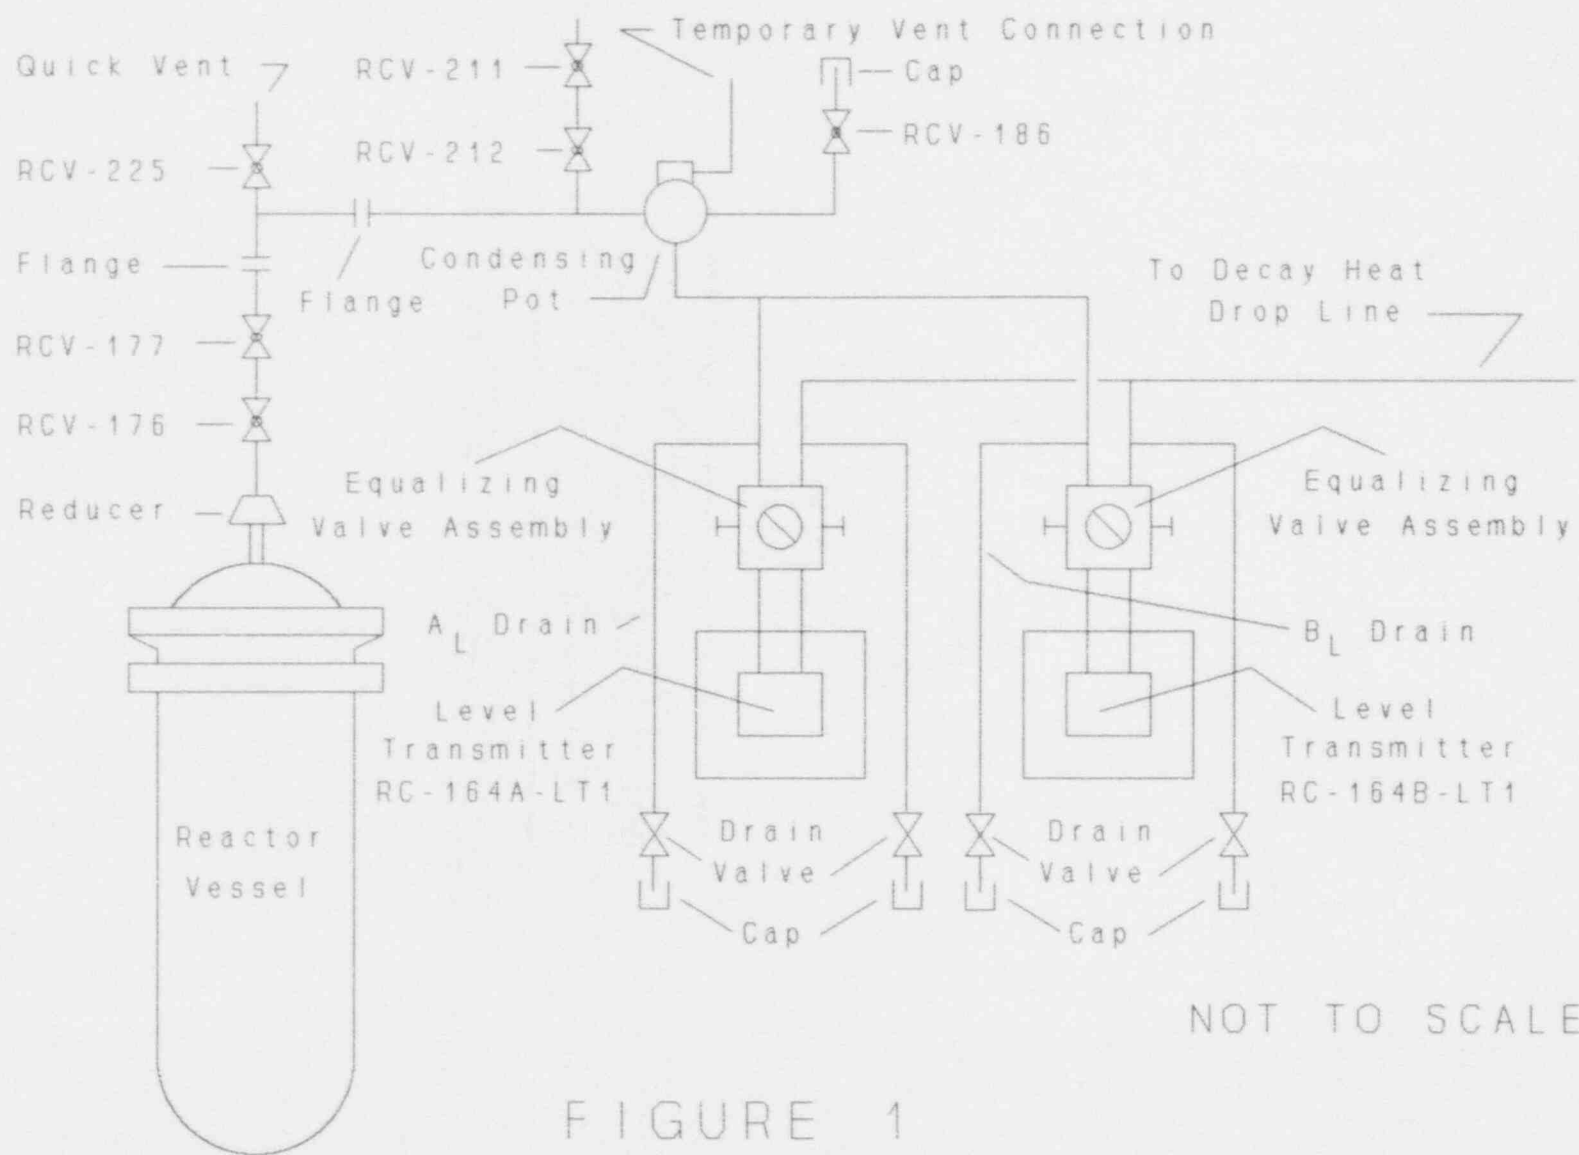 Temporary Vent Connection
Quick Vent
RCV-211
Cap
RCV-186
RCV-212
RCV-225
Flange
Flange
Condensing
Pot
To Decay Heat
Drop Line
RCV-177
RCV-176
Reducer
Equalizing
Valve Assembly
Equalizing
Valve Assembly
AL Drain
BL Drain
Level
Transmitter
RC-164A-LT1
Level
Transmitter
RC-164B-LT1
Reactor
Vessel
Drain
Valve
Drain
Valve
Cap
Cap
NOT TO SCALE
FIGURE 1